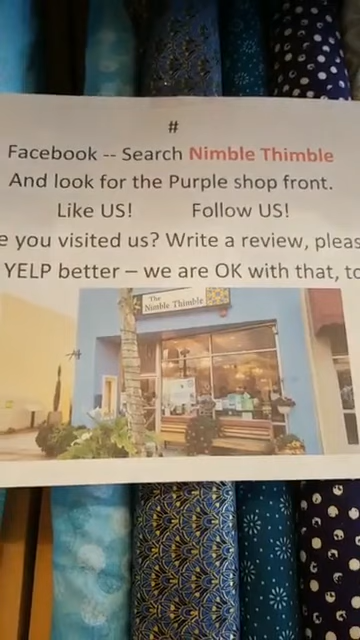 #
Facebook -- Search Nimble Thimble
And look for the Purple shop front.
Like US! Follow US!
e you visited us? Write a review, pleas
YELP better – we are OK with that, to
The
Nimble Thimble